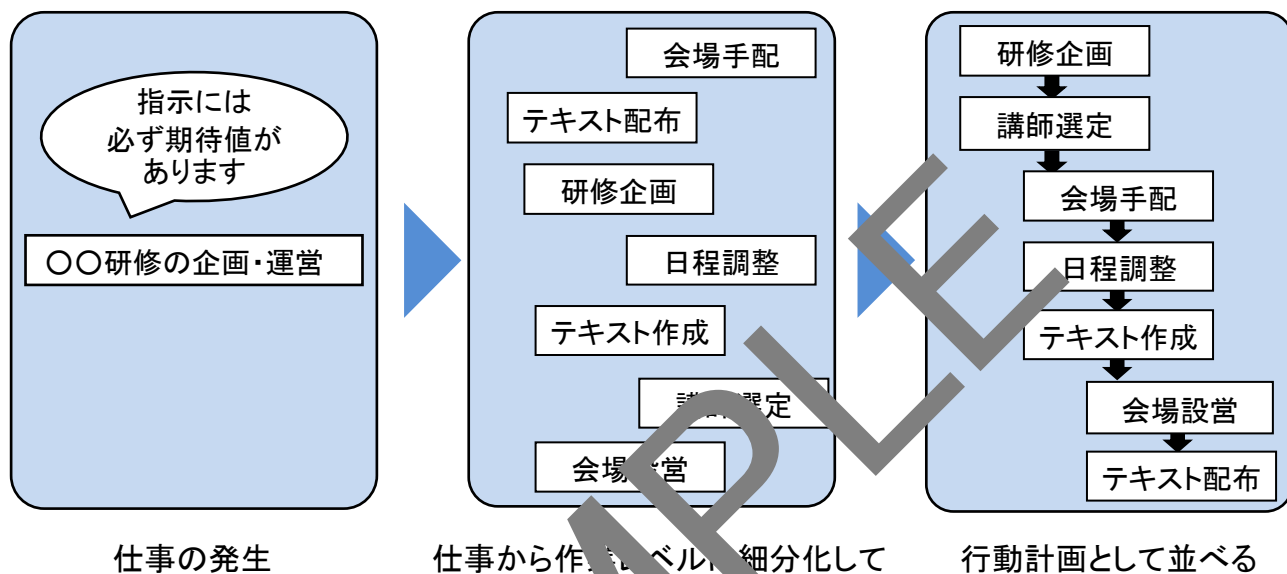 指示には
必ず期待値が
あります
〇〇研修の企画・運営
仕事の発生
会場手配
テキスト配布
研修企画
日程調整
テキスト作成
選定
会場 営
仕事から作 ベル 細分化して
研修企画
講師選定
会場手配
日程調整
テキスト作成
会場設営
テキスト配布
行動計画として並べる
MPLE